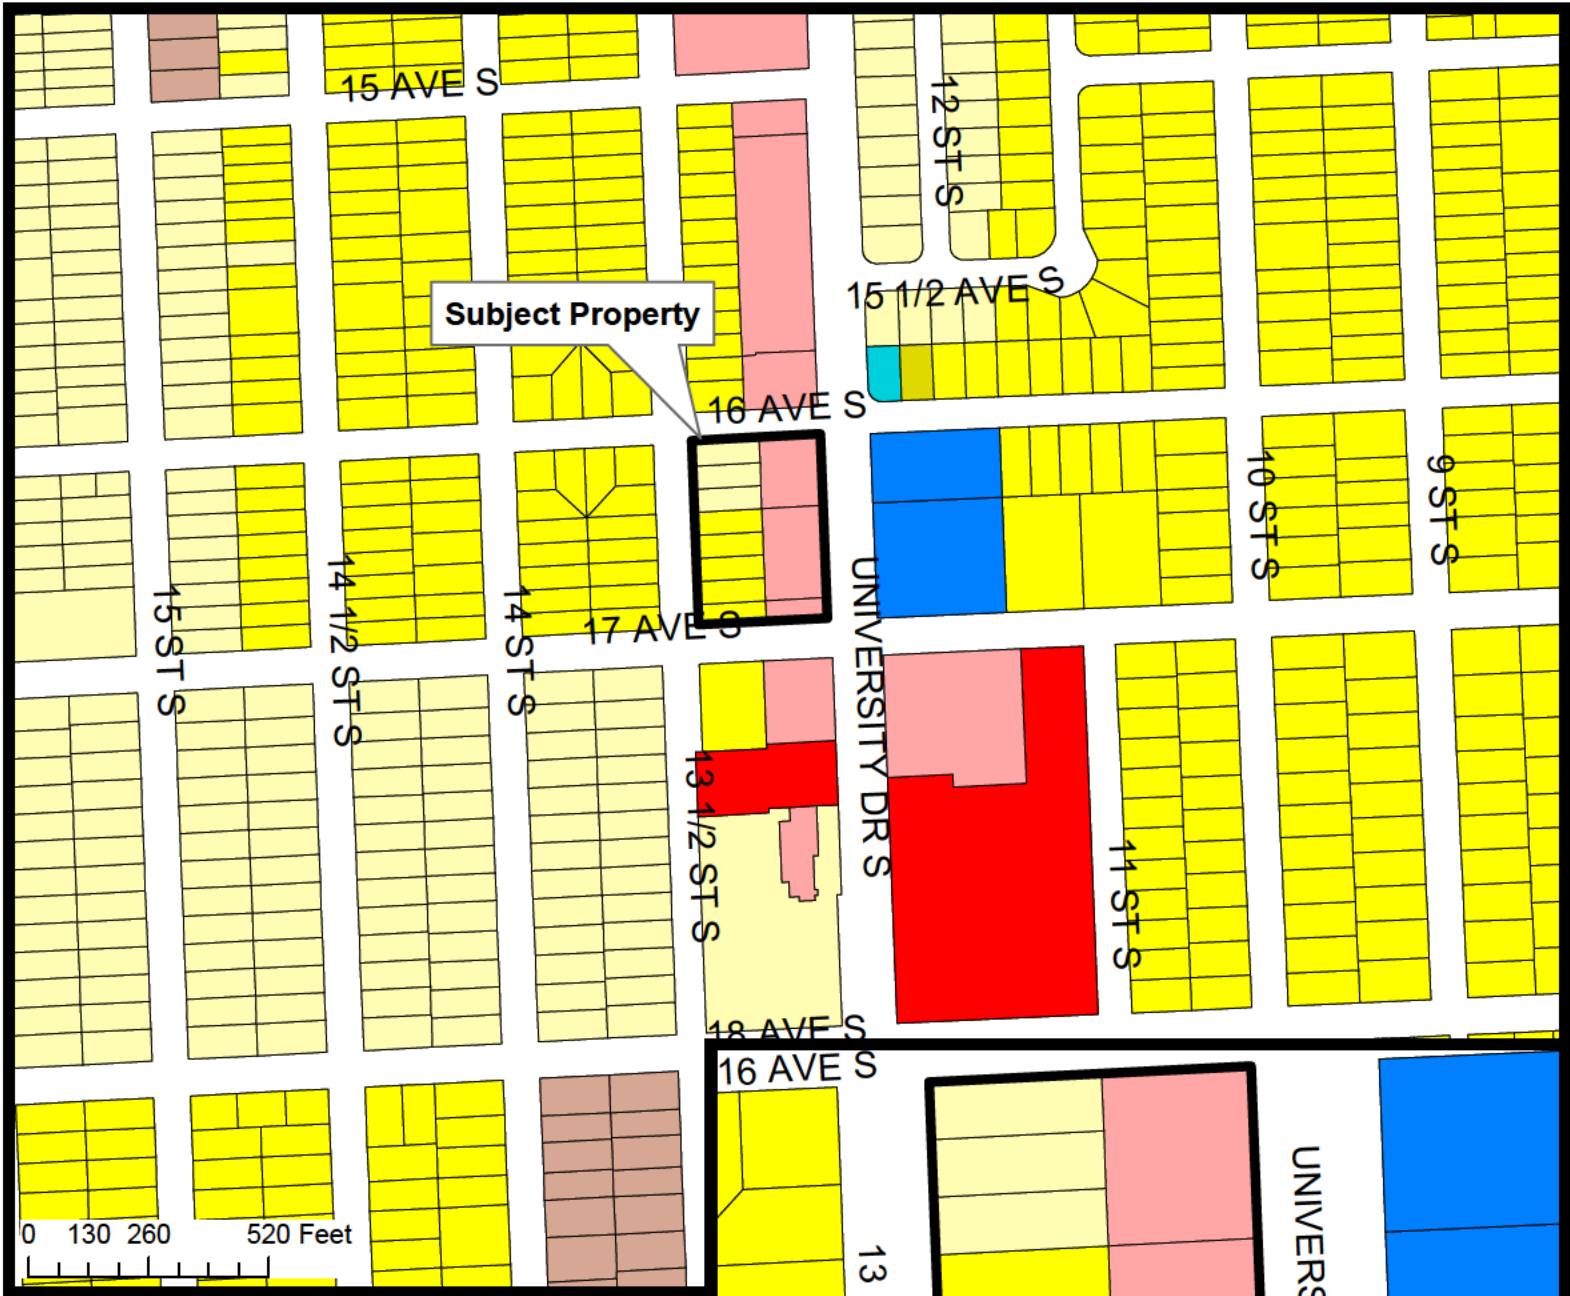 15 AVE S
12 ST S
15 1/2 AVE S
Subject Property
16 AVE S
10 ST S
9 ST S
15 ST S
14 1/2 ST S
14 ST S
17 AVE S
UNIVERSITY DR S
13 1/2 ST S
11 ST S
18 AVE S
16 AVE S
UNIVERS
13
0 130 260 520 Feet